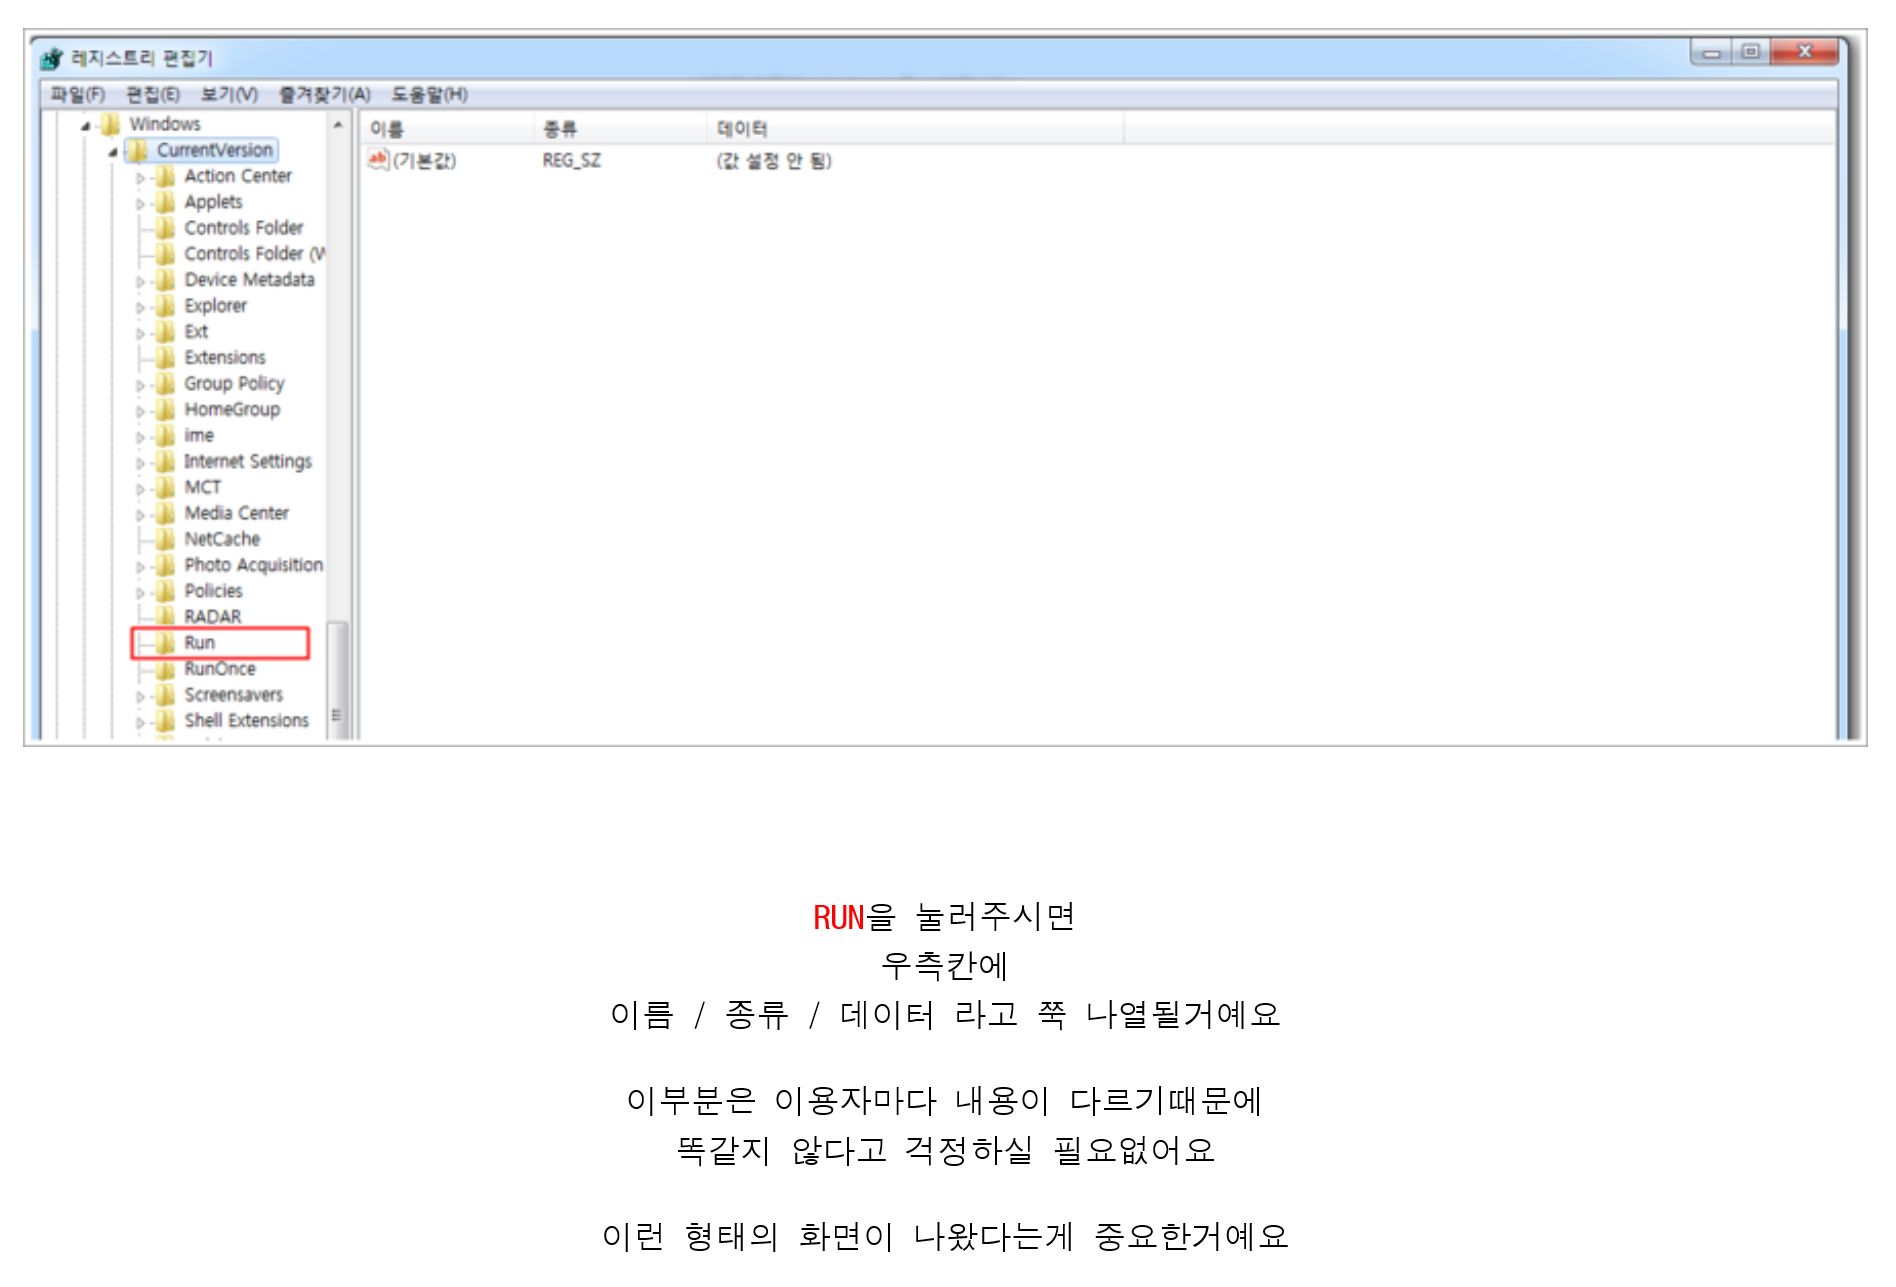 레지스트리 편집기
파일(F) 편집(E) 보기(V) 즐겨찾기(A) 도움말(H)
Windows
CurrentVersion
Action Center
Applets
Controls Folder
Controls Folder (W
Device Metadata
Explorer
Ext
Extensions
Group Policy
HomeGroup
ime
Internet Settings
MCT
Media Center
NetCache
Photo Acquisition
Policies
RADAR
Run
RunOnce
Screensavers
Shell Extensions
이름 종류 데이터
ab (기본값) REG_SZ (값 설정 안 됨)
RUN을 눌러주시면
우측칸에
이름 / 종류 / 데이터 라고 쭉 나열될거예요
이부분은 이용자마다 내용이 다르기때문에
똑같지 않다고 걱정하실 필요없어요
이런 형태의 화면이 나왔다는게 중요한거예요